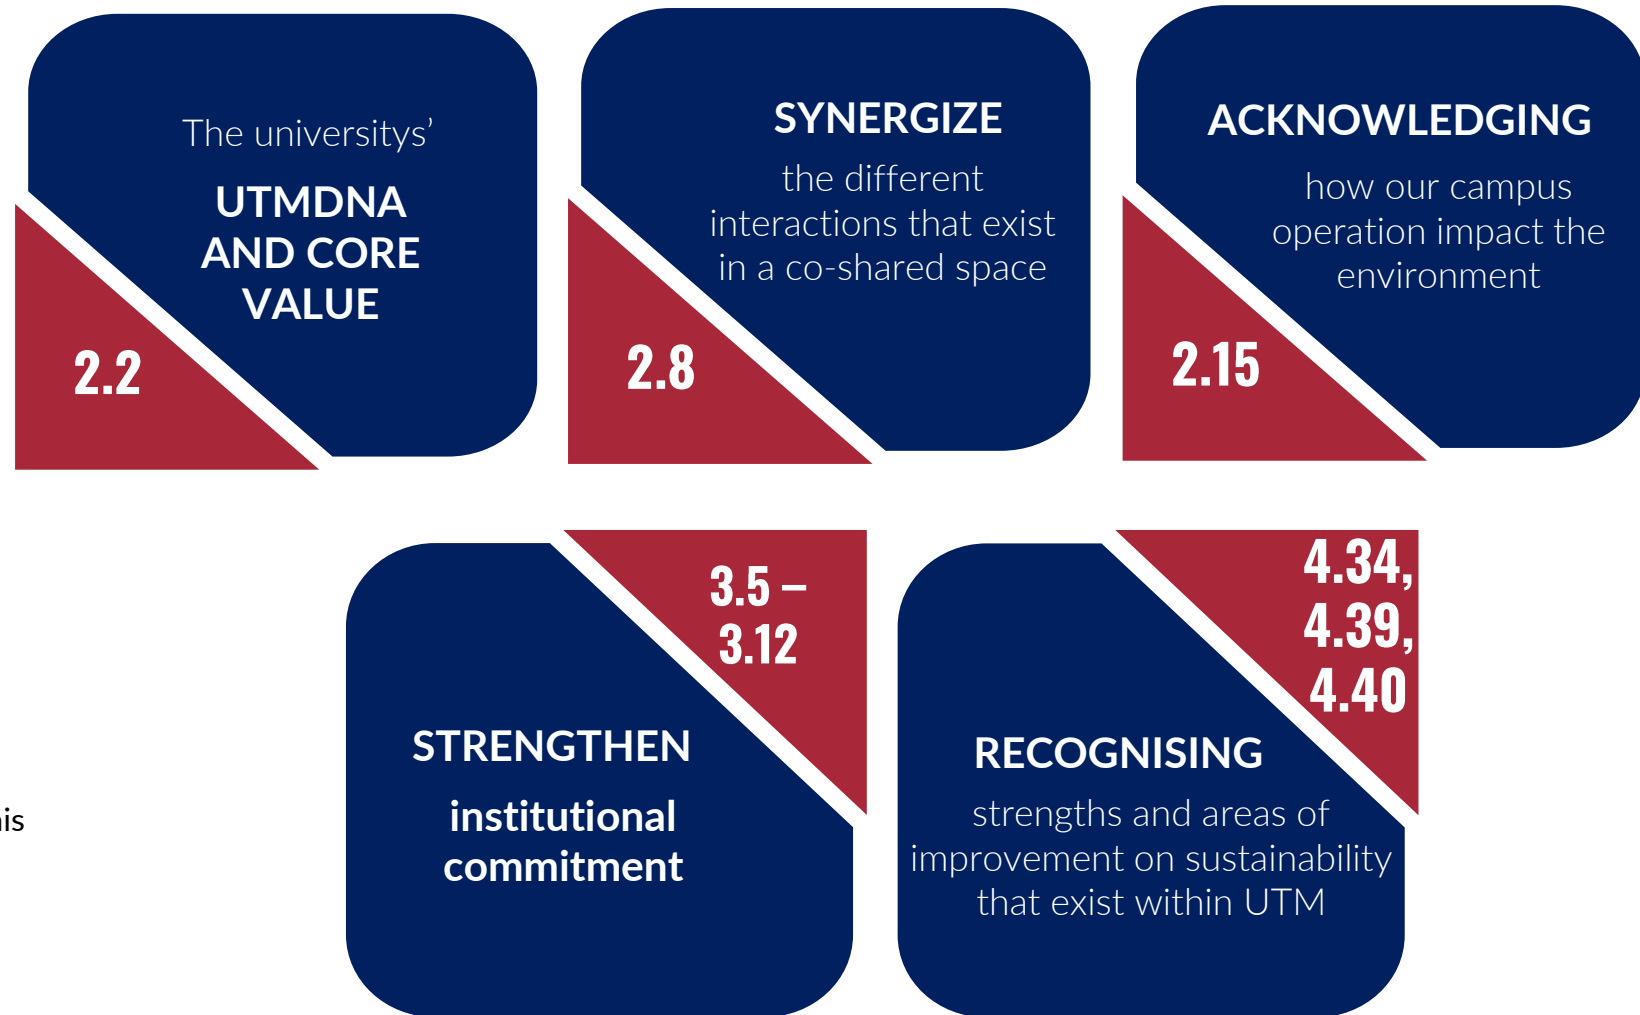 The universitys’
UTMDNA
AND CORE
VALUE
2.2
SYNERGIZE
the different
interactions that exist
in a co-shared space
2.8
ACKNOWLEDGING
how our campus
operation impact the
environment
2.15
3.5 –
3.12
STRENGTHEN
institutional
commitment
4.34,
4.39,
4.40
RECOGNISING
strengths and areas of
improvement on sustainability
that exist within UTM